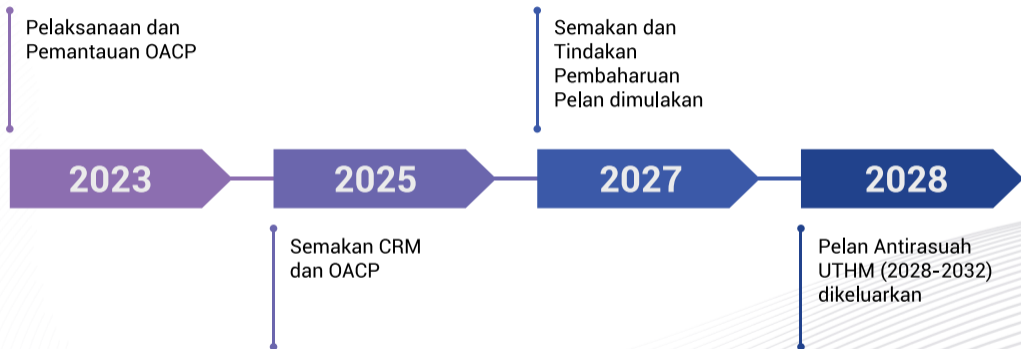 Pelaksanaan dan
Pemantauan OACP
Semakan dan
Tindakan
Pembaharuan
Pelan dimulakan
2023
2025
2027
2028
Semakan CRM
dan OACP
Pelan Antirasuah
UTHM (2028-2032)
dikeluarkan